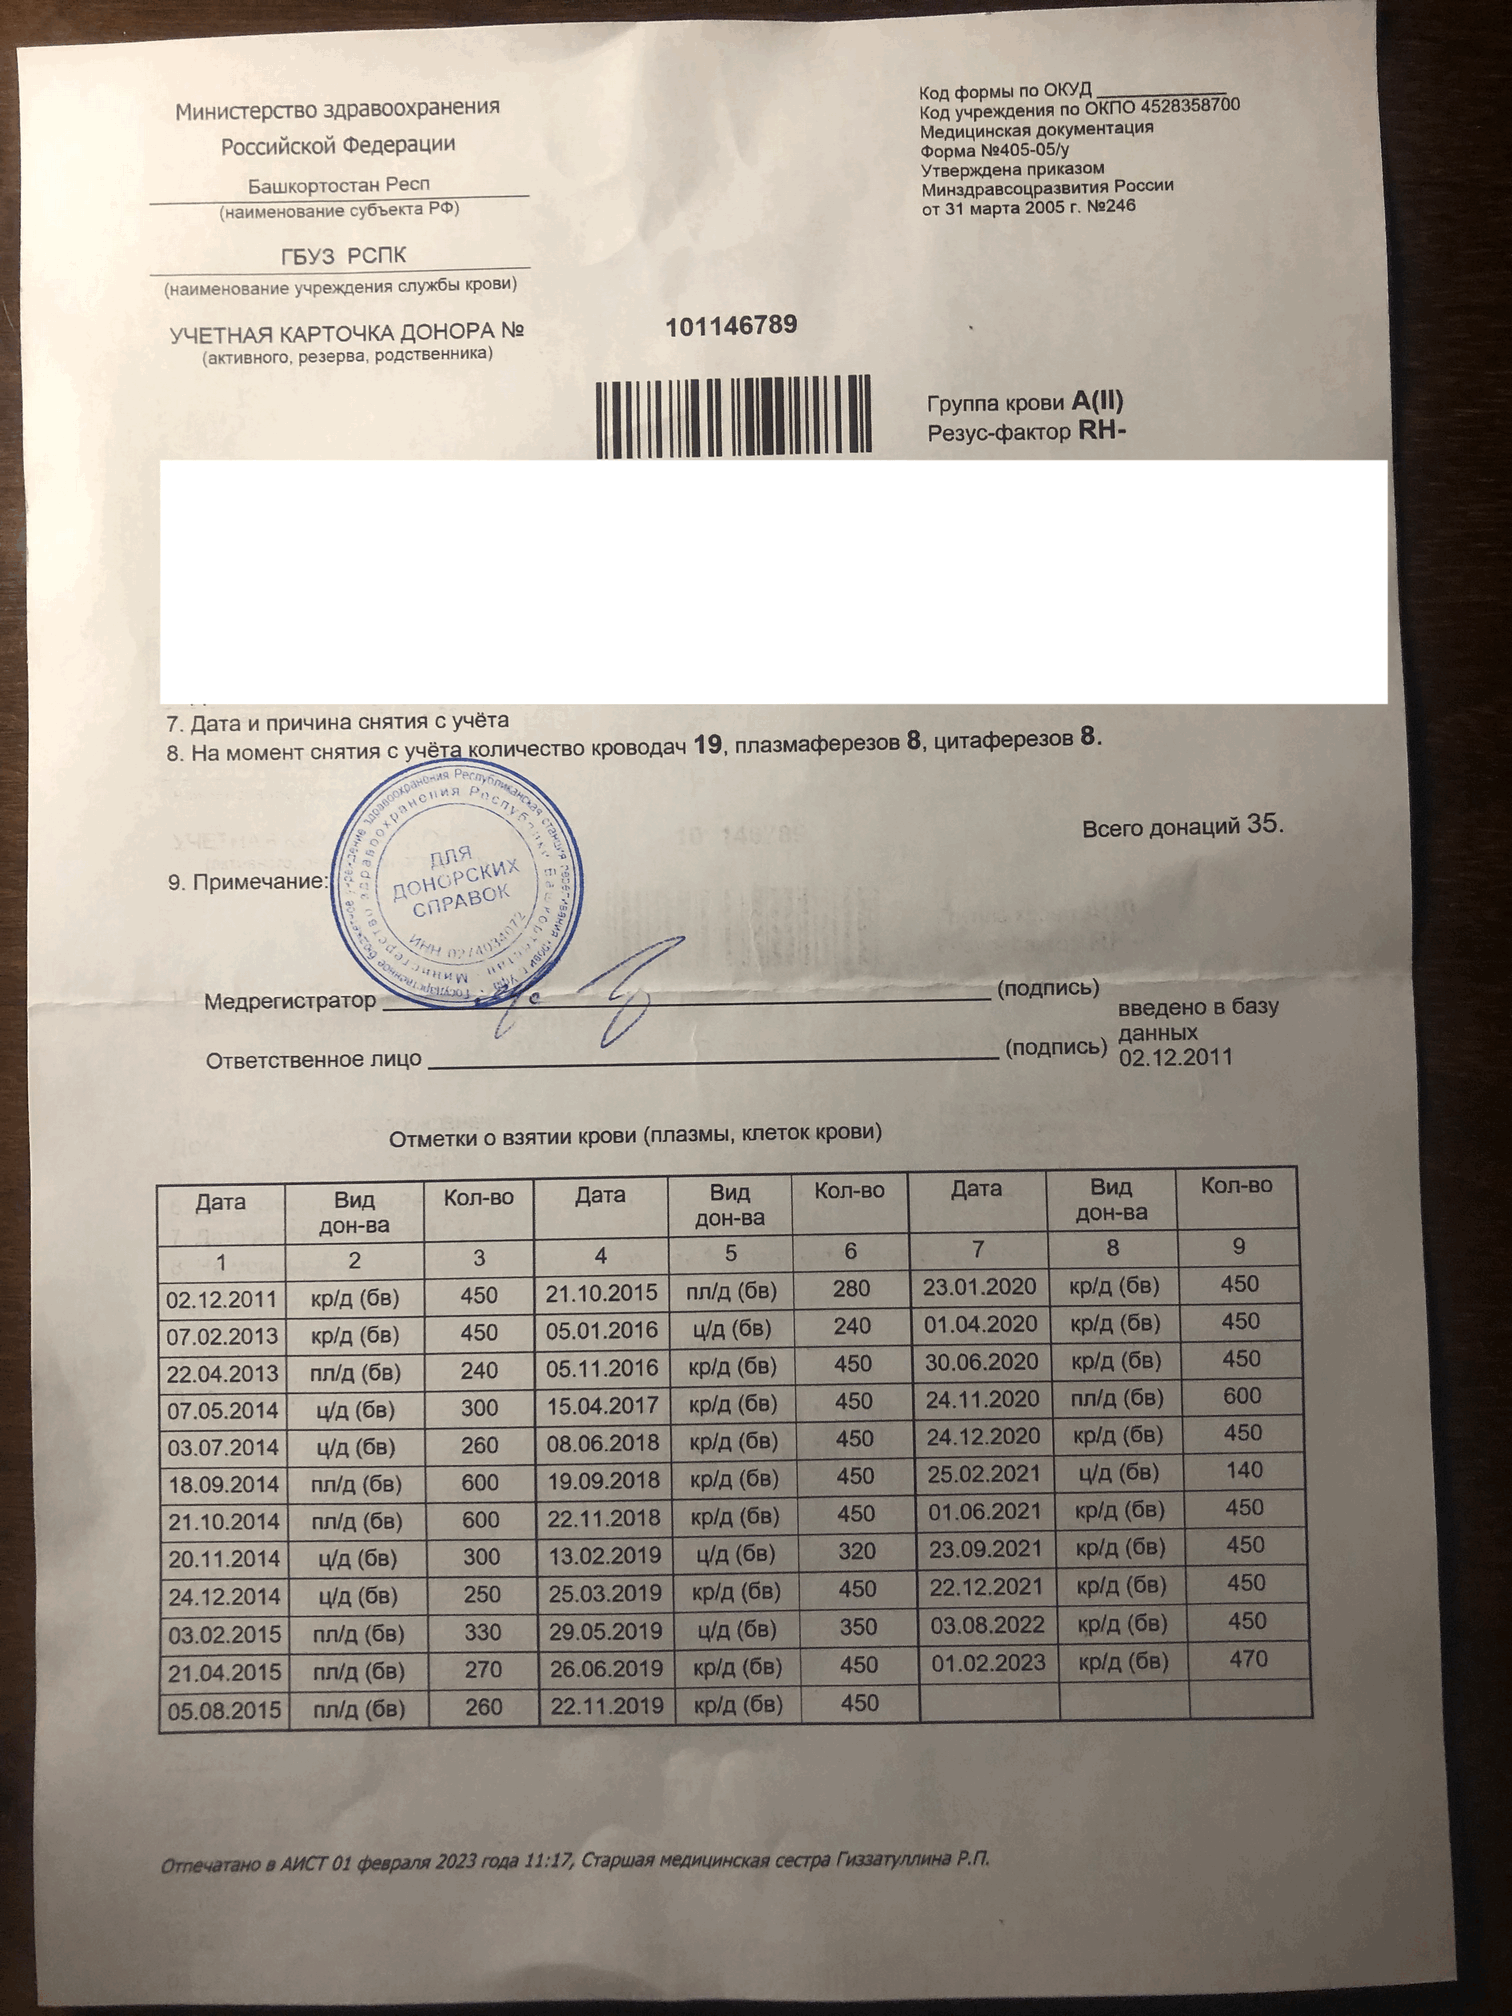 Министерство здравоохранения
Российской Федерации
Башкортостан Респ
(наименование субъекта РФ)
ГБУЗ РСПК
(наименование учреждения службы крови)
УЧЕТНАЯ КАРТОЧКА ДОНОРА №
(активного, резерва, родственника)
101146789
Код формы по ОКУД
Код учреждения по ОКПО 4528358700
Медицинская документация
Форма №405-05/у
Утверждена приказом
Минздравсоцразвития России
от 31 марта 2005 г. №246
Группа крови A(II)
Резус-фактор RH-
7. Дата и причина снятия с учёта
8. На момент снятия с учёта количество кроводач 19, плазмаферезов 8, цитаферезов 8.
Всего донаций 35.
9. Примечание:
ДЛЯ
ДОНОРСКИХ
СПРАВОК
Медрегистратор (подпись)
Ответственное лицо (подпись)
введено в базу
данных
02.12.2011
Отметки о взятии крови (плазмы, клеток крови)
Дата Вид дон-ва Кол-во Дата Вид дон-ва Кол-во Дата Вид дон-ва Кол-во
1 2 3 4 5 6 7 8 9
02.12.2011 кр/д (бв) 450 21.10.2015 пл/д (бв) 280 23.01.2020 кр/д (бв) 450
07.02.2013 кр/д (бв) 450 05.01.2016 ц/д (бв) 240 01.04.2020 кр/д (бв) 450
22.04.2013 пл/д (бв) 240 05.11.2016 кр/д (бв) 450 30.06.2020 кр/д (бв) 450
07.05.2014 ц/д (бв) 300 15.04.2017 кр/д (бв) 450 24.11.2020 пл/д (бв) 600
03.07.2014 ц/д (бв) 260 08.06.2018 кр/д (бв) 450 24.12.2020 кр/д (бв) 450
18.09.2014 пл/д (бв) 600 19.09.2018 кр/д (бв) 450 25.02.2021 ц/д (бв) 140
21.10.2014 пл/д (бв) 600 22.11.2018 кр/д (бв) 450 01.06.2021 кр/д (бв) 450
20.11.2014 ц/д (бв) 300 13.02.2019 ц/д (бв) 320 23.09.2021 кр/д (бв) 450
24.12.2014 ц/д (бв) 250 25.03.2019 кр/д (бв) 450 22.12.2021 кр/д (бв) 450
03.02.2015 пл/д (бв) 330 29.05.2019 ц/д (бв) 350 03.08.2022 кр/д (бв) 450
21.04.2015 пл/д (бв) 270 26.06.2019 кр/д (бв) 450 01.02.2023 кр/д (бв) 470
05.08.2015 пл/д (бв) 260 22.11.2019 кр/д (бв) 450
Отпечатано в АИСТ 01 февраля 2023 года 11:17, Старшая медицинская сестра Гиззатуллина Р.П.